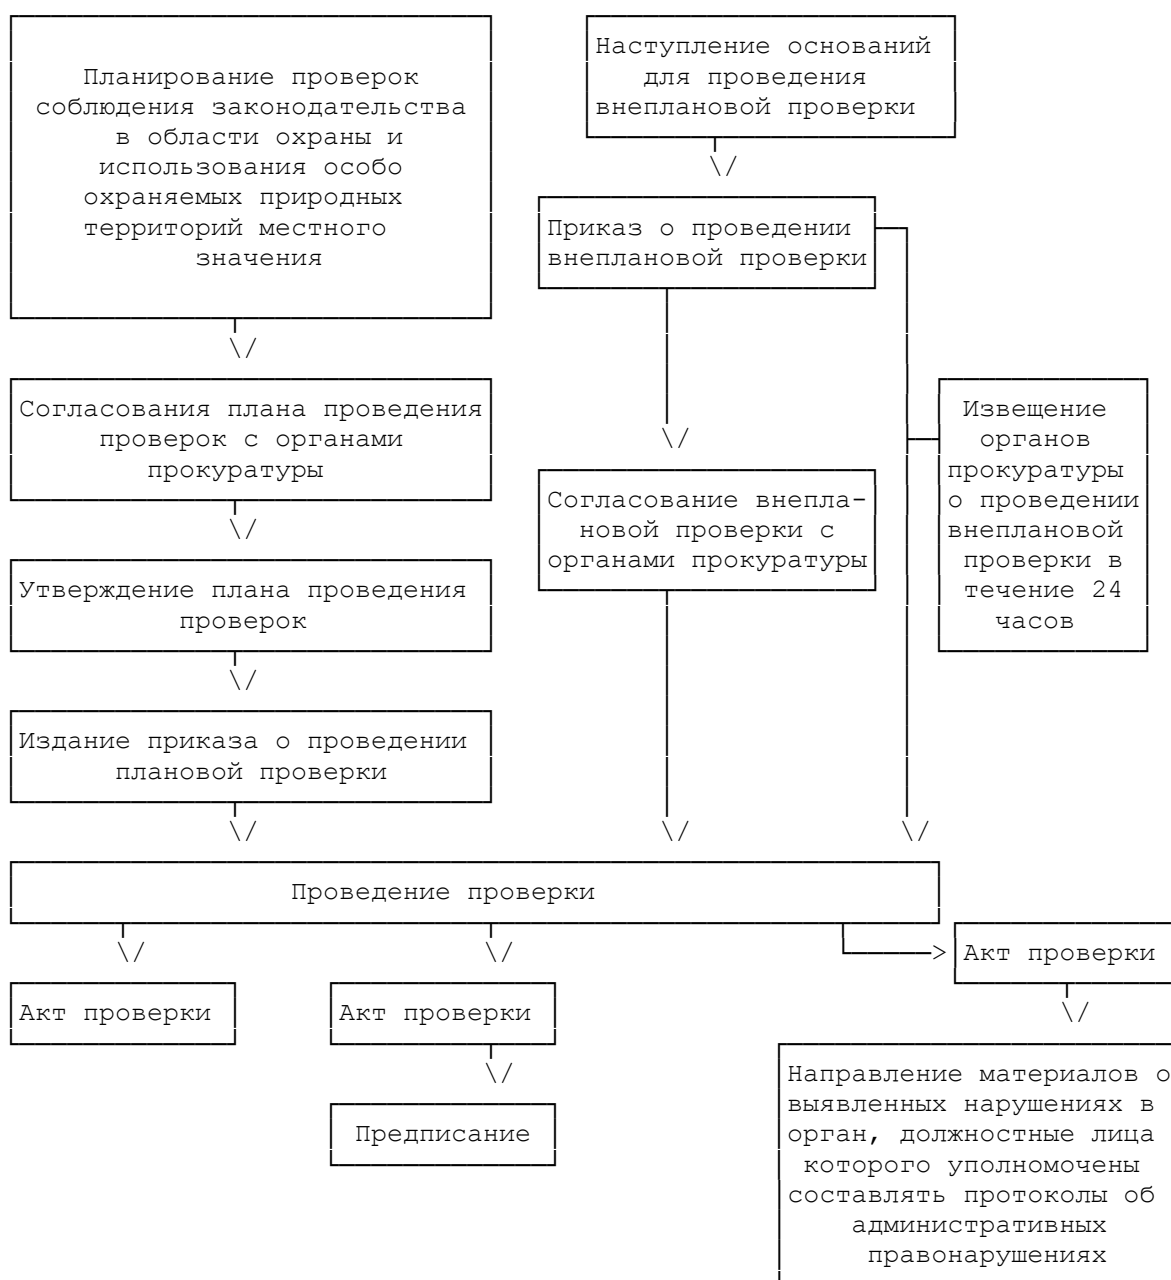 Планирование проверок
соблюдения законодательства
в области охраны и
использования особо
охраняемых природных
территорий местного
значения
Наступление оснований
для проведения
внеплановой проверки
Приказ о проведении
внеплановой проверки
Согласования плана проведения
проверок с органами
прокуратуры
Согласование внепла-
новой проверки с
органами прокуратуры
Извещение
органов
прокуратуры
о проведении
внеплановой
проверки в
течение 24
часов
Утверждение плана проведения
проверок
Издание приказа о проведении
плановой проверки
Проведение проверки
Акт проверки
Акт проверки
Акт проверки
Предписание
Направление материалов о
выявленных нарушениях в
орган, должностные лица
которого уполномочены
составлять протоколы об
административных
правонарушениях